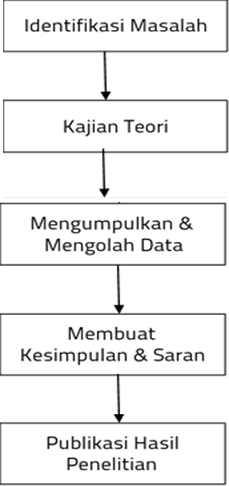 Identifikasi Masalah
Kajian Teori
Mengumpulkan &
Mengolah Data
Membuat
Kesimpulan & Saran
Publikasi Hasil
Penelitian